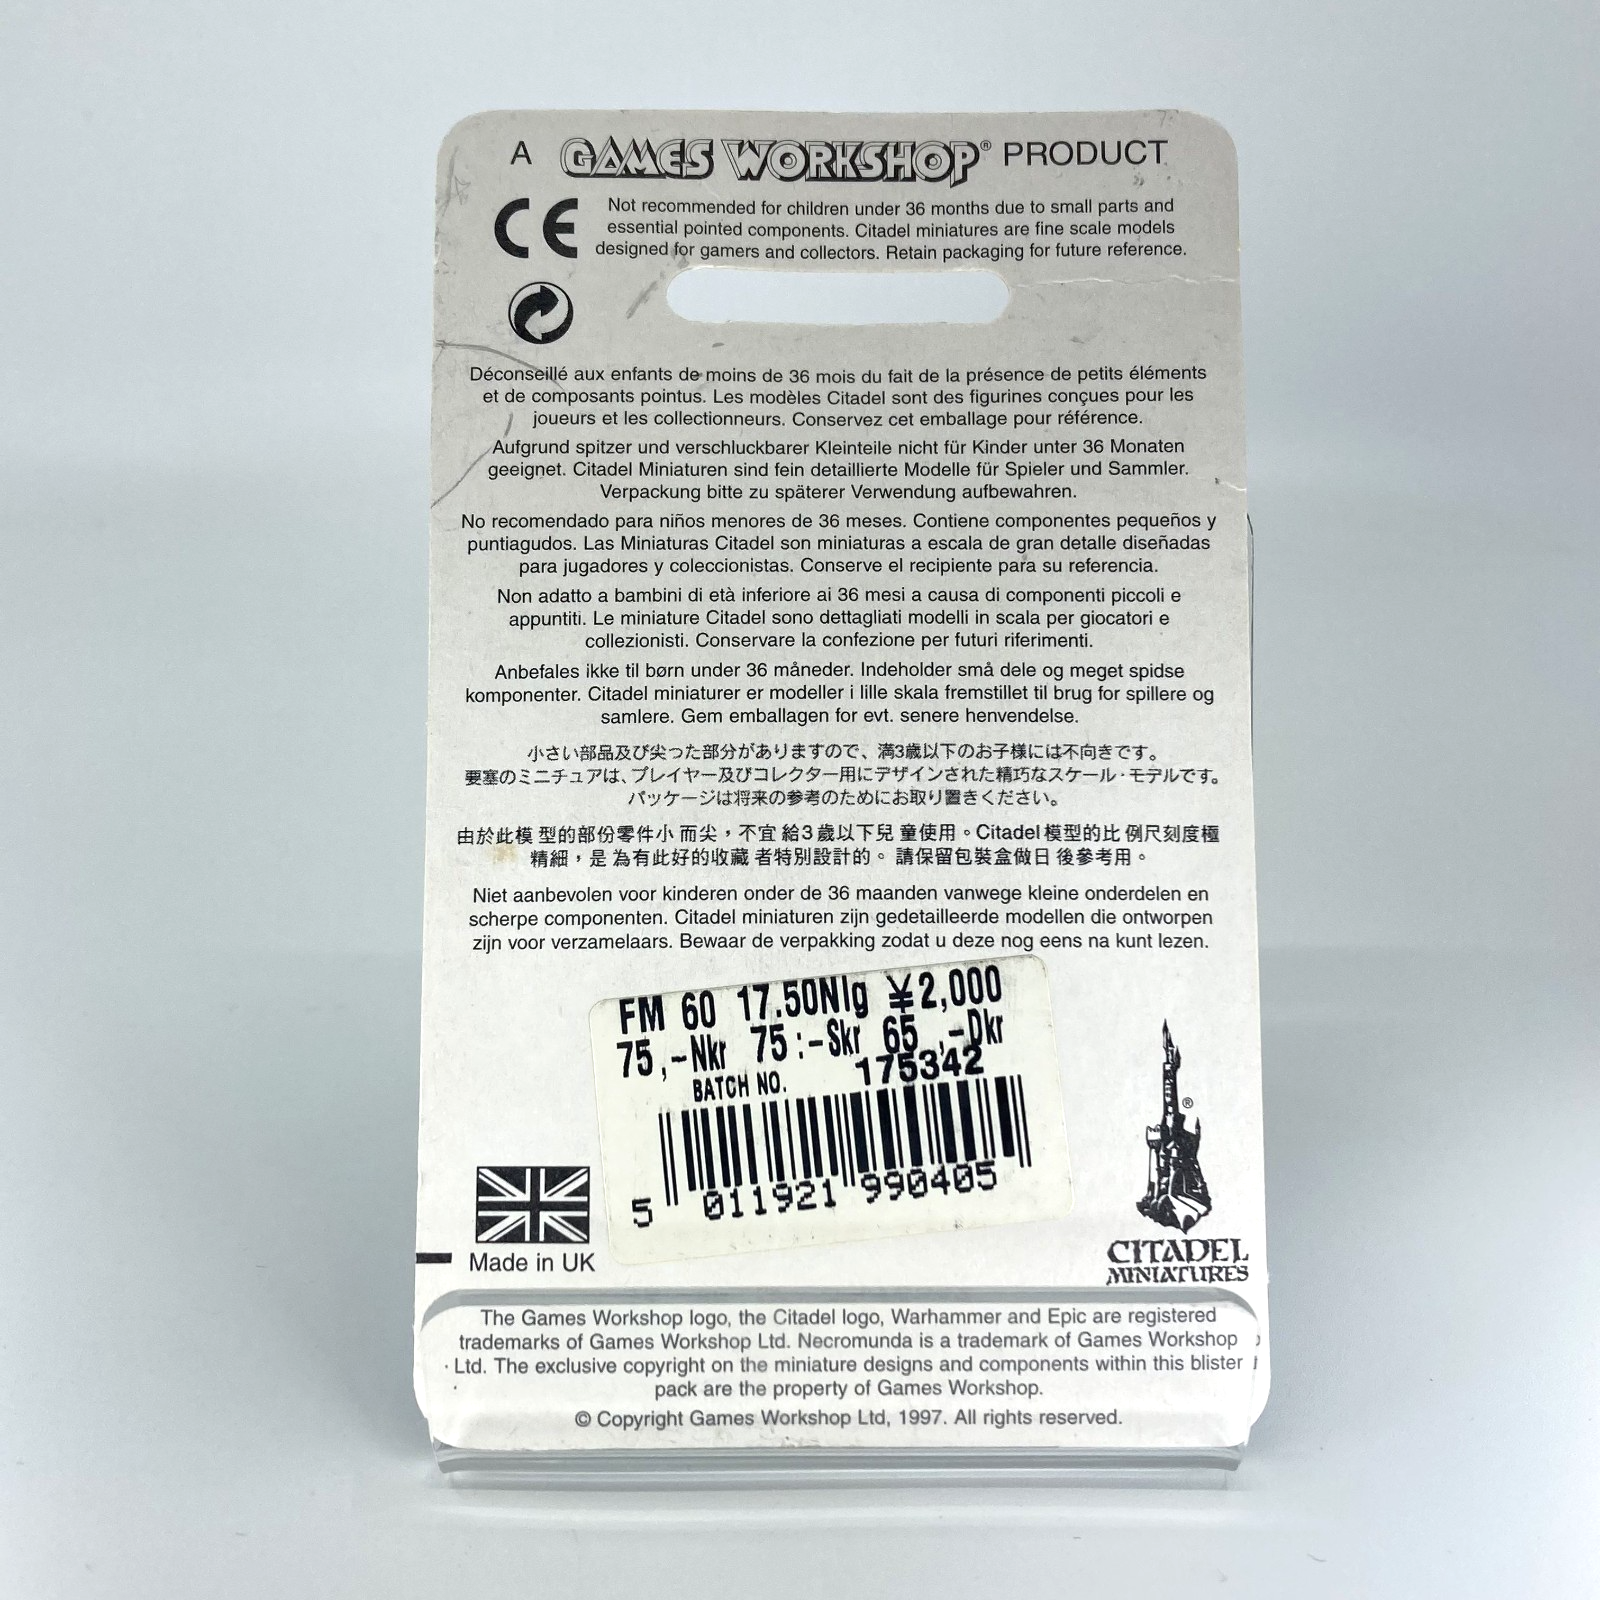 A GAMES WORKSHOP® PRODUCT
CE
Not recommended for children under 36 months due to small parts and
essential pointed components. Citadel miniatures are fine scale models
designed for gamers and collectors. Retain packaging for future reference.
Déconseillé aux enfants de moins de 36 mois du fait de la présence de petits éléments
et de composants pointus. Les modèles Citadel sont des figurines conçues pour les
joueurs et les collectionneurs. Conservez cet emballage pour référence.
Aufgrund spitzer und verschluckbarer Kleinteile nicht für Kinder unter 36 Monaten
geeignet. Citadel Miniaturen sind fein detaillierte Modelle für Spieler und Sammler.
Verpackung bitte zu späterer Verwendung aufbewahren.
No recomendado para niños menores de 36 meses. Contiene componentes pequeños y
puntiagudos. Las Miniaturas Citadel son miniaturas a escala de gran detalle diseñadas
para jugadores y coleccionistas. Conserve el recipiente para su referencia.
Non adatto a bambini di età inferiore ai 36 mesi a causa di componenti piccoli e
appuntiti. Le miniature Citadel sono dettagliati modelli in scala per giocatori e
collezionisti. Conservare la confezione per futuri riferimenti.
Anbefales ikke til børn under 36 måneder. Indeholder små dele og meget spidse
komponenter. Citadel miniaturer er modeller i lille skala fremstillet til brug for spillere og
samlere. Gem emballagen for evt. senere henvendelse.
小さい部品及び尖った部分がありますので、満3歳以下のお子様には不向きです。
要塞のミニチュアは、プレイヤー及びコレクター用にデザインされた精巧なスケール・モデルです。
パッケージは将来の参考のためにお取り置きください。
由於此模 型的部份零件小 而尖，不宜 給3歲以下兒 童使用。Citadel模型的比 例尺刻度極
精細，是 為有此好的收藏 者特別設計的。 請保留包裝盒做日 後參考用。
Niet aanbevolen voor kinderen onder de 36 maanden vanwege kleine onderdelen en
scherpe componenten. Citadel miniaturen zijn gedetailleerde modellen die ontworpen
zijn voor verzamelaars. Bewaar de verpakking zodat u deze nog eens na kunt lezen.
FM 60 17.50Nlg ¥2,000
75,-Nkr 75:-Skr 65,-Dkr
BATCH NO. 175342
5 011921 990405
Made in UK
®
CITADEL
MINIATURES
The Games Workshop logo, the Citadel logo, Warhammer and Epic are registered
trademarks of Games Workshop Ltd. Necromunda is a trademark of Games Workshop
Ltd. The exclusive copyright on the miniature designs and components within this blister
pack are the property of Games Workshop.
© Copyright Games Workshop Ltd, 1997. All rights reserved.